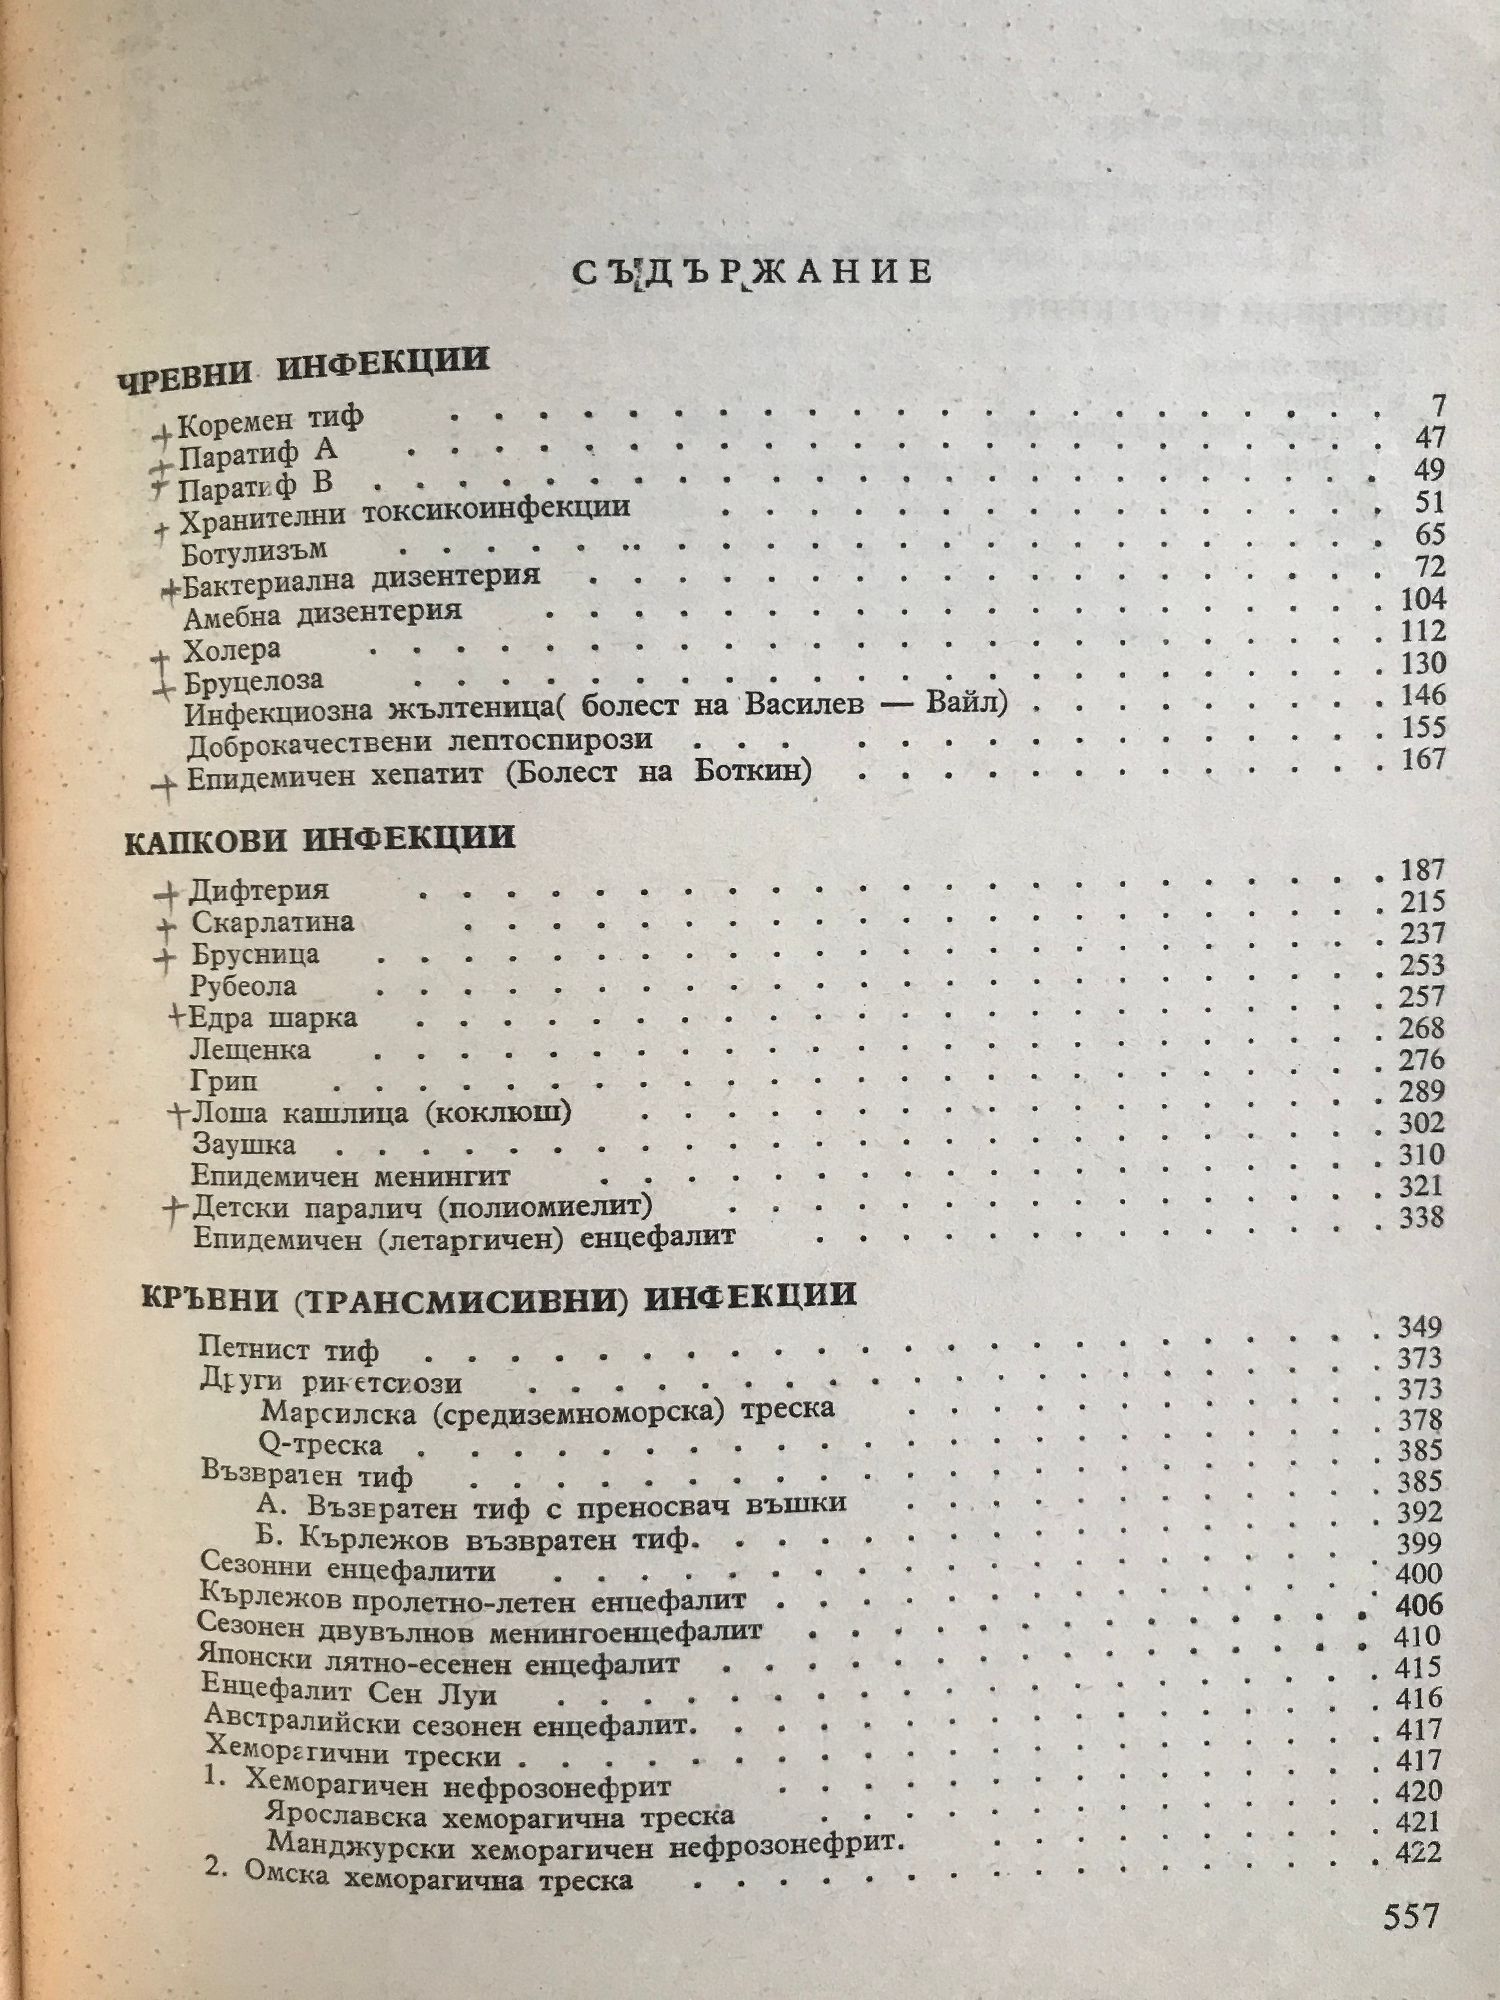 СЪДЪРЖАНИЕ
ЧРЕВНИ ИНФЕКЦИИ
+ Коремен тиф . . . . . . . . . . . . . . . . . . . . . . 7
+ Паратиф А . . . . . . . . . . . . . . . . . . . . . . . 47
+ Паратиф В . . . . . . . . . . . . . . . . . . . . . . . 49
+ Хранителни токсикоинфекции . . . . . . . . . . . . . . . . 51
Ботулизъм . . . . . . . . . . . . . . . . . . . . . . . 65
+ Бактериална дизентерия . . . . . . . . . . . . . . . . . . . 72
Амебна дизентерия . . . . . . . . . . . . . . . . . . . . 104
+ Холера . . . . . . . . . . . . . . . . . . . . . . . . 112
+ Бруцелоза . . . . . . . . . . . . . . . . . . . . . . . 130
Инфекциозна жълтеница( болест на Василев — Вайл) . . . . . . . . . 146
Доброкачествени лептоспирози . . . . . . . . . . . . . . . . 155
+ Епидемичен хепатит (Болест на Боткин) . . . . . . . . . . . . . 167
КАПКОВИ ИНФЕКЦИИ
+ Дифтерия . . . . . . . . . . . . . . . . . . . . . . . 187
+ Скарлатина . . . . . . . . . . . . . . . . . . . . . . 215
+ Брусница . . . . . . . . . . . . . . . . . . . . . . . . 237
Рубеола . . . . . . . . . . . . . . . . . . . . . . . . 253
+ Едра шарка . . . . . . . . . . . . . . . . . . . . . . . 257
Лещенка . . . . . . . . . . . . . . . . . . . . . . . . 268
Грип . . . . . . . . . . . . . . . . . . . . . . . . . 276
+ Лоша кашлица (коклюш) . . . . . . . . . . . . . . . . . . 289
Заушка . . . . . . . . . . . . . . . . . . . . . . . . . 302
Епидемичен менингит . . . . . . . . . . . . . . . . . . . 310
+ Детски паралич (полиомиелит) . . . . . . . . . . . . . . . . 321
Епидемичен (летаргичен) енцефалит . . . . . . . . . . . . . . 338
КРЪВНИ (ТРАНСМИСИВНИ) ИНФЕКЦИИ
Петнист тиф . . . . . . . . . . . . . . . . . . . . . . . 349
Други рикетсиози . . . . . . . . . . . . . . . . . . . . 373
Марсилска (средиземноморска) треска . . . . . . . . . . . . 373
Q-треска . . . . . . . . . . . . . . . . . . . . . . . 378
Възвратен тиф . . . . . . . . . . . . . . . . . . . . . . 385
А. Възвратен тиф с преносвач въшки . . . . . . . . . . . . 385
Б. Кърлежов възвратен тиф. . . . . . . . . . . . . . . . . 392
Сезонни енцефалити . . . . . . . . . . . . . . . . . . . . 399
Кърлежов пролетно-летен енцефалит . . . . . . . . . . . . . . . 400
Сезонен двувълнов менингоенцефалит . . . . . . . . . . . . . . 406
Японски лятно-есенен енцефалит . . . . . . . . . . . . . . . . 410
Енцефалит Сен Луи . . . . . . . . . . . . . . . . . . . . 415
Австралийски сезонен енцефалит. . . . . . . . . . . . . . . . . 416
Хеморагични трески . . . . . . . . . . . . . . . . . . . . . 417
1. Хеморагичен нефрозонефрит . . . . . . . . . . . . . . . 417
Ярославска хеморагична треска . . . . . . . . . . . . . . 420
Манджурски хеморагичен нефрозонефрит. . . . . . . . . . . 421
2. Омска хеморагична треска . . . . . . . . . . . . . . . . . 422
557